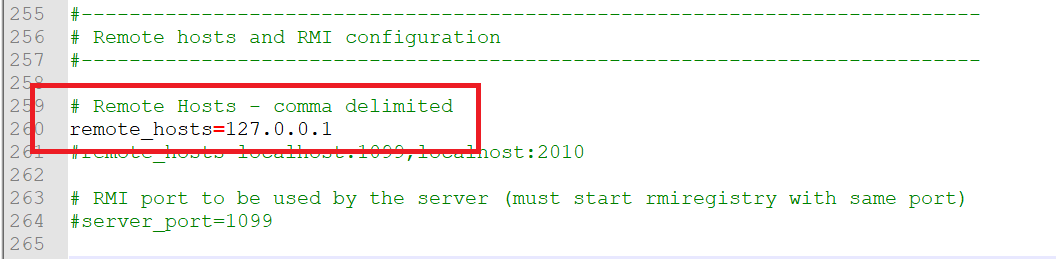 255 #---------------------------------------------------------------------------
256 # Remote hosts and RMI configuration
257 #---------------------------------------------------------------------------
258
259 # Remote Hosts - comma delimited
260 remote_hosts=127.0.0.1
261 #remote_hosts=localhost:1099,localhost:2010
262
263 # RMI port to be used by the server (must start rmiregistry with same port)
264 #server_port=1099
265